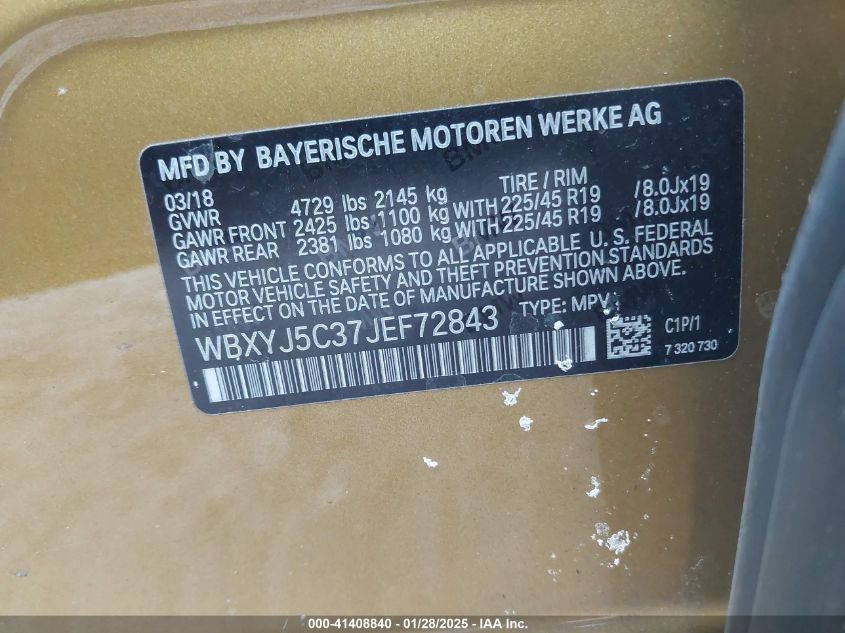 MFD BY BAYERISCHE MOTOREN WERKE AG
03/18 TIRE / RIM
GVWR 4729 lbs 2145 kg
GAWR FRONT 2425 lbs 1100 kg WITH 225/45 R19 /8.0Jx19
GAWR REAR 2381 lbs 1080 kg WITH 225/45 R19 /8.0Jx19
THIS VEHICLE CONFORMS TO ALL APPLICABLE U. S. FEDERAL
MOTOR VEHICLE SAFETY AND THEFT PREVENTION STANDARDS
IN EFFECT ON THE DATE OF MANUFACTURE SHOWN ABOVE.
WBXYJ5C37JEF72843 TYPE: MPV
C1P/1
7 320 730
000-41408840 - 01/28/2025 - IAA Inc.